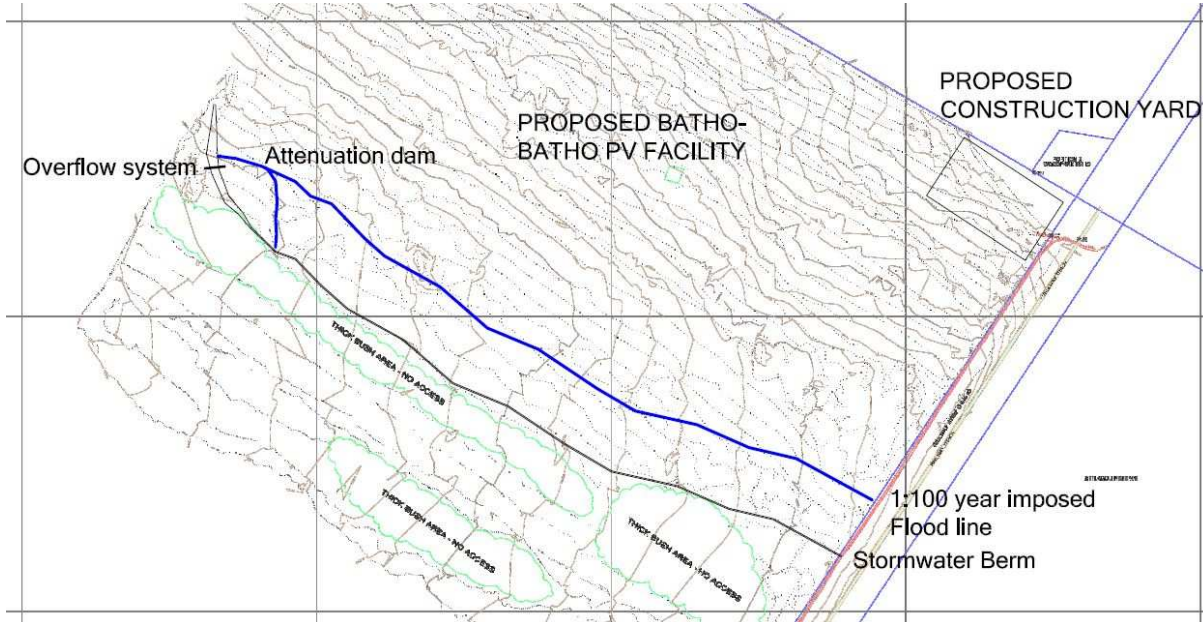 PROPOSED
CONSTRUCTION YARD
PROPOSED BATHO-
BATHO PV FACILITY
Overflow system
Attenuation dam
THICK BUSH AREA - NO ACCESS
THICK BUSH AREA - NO ACCESS
THICK BUSH AREA - NO ACCESS
1:100 year imposed
Flood line
Stormwater Berm